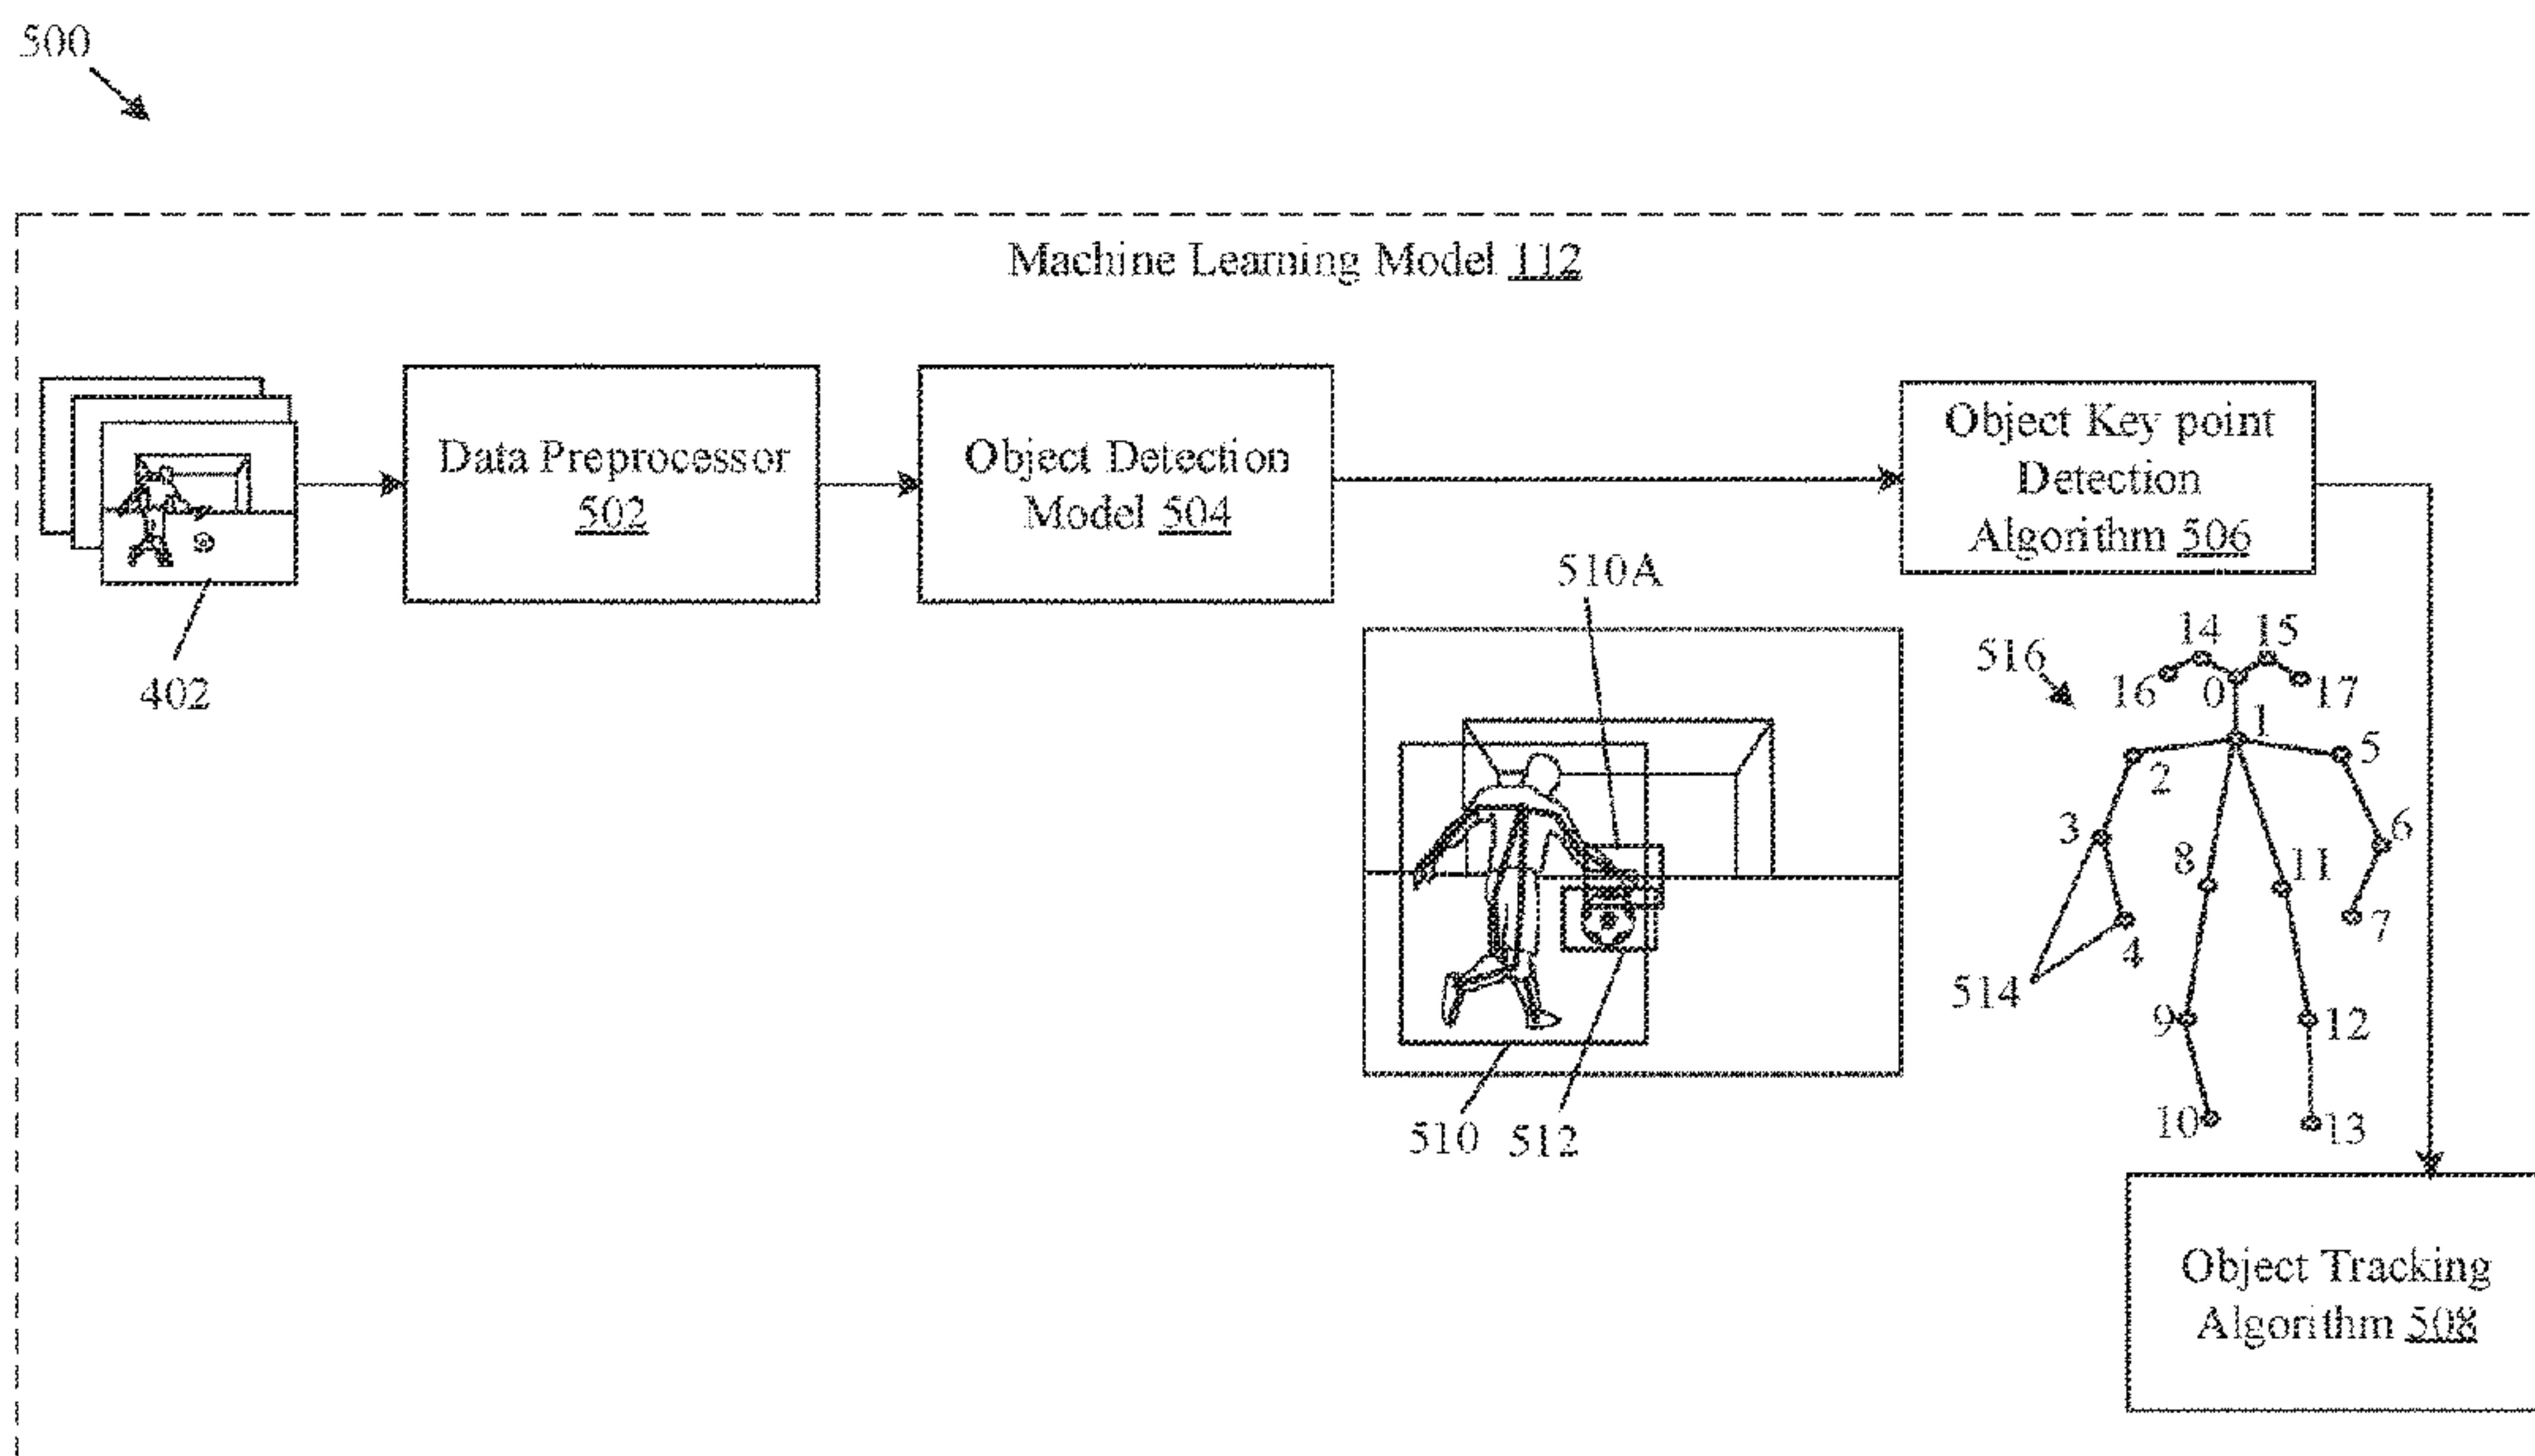 500
Machine Learning Model 112
Data Preprocessor
502
Object Detection
Model 504
Object Key point
Detection
Algorithm 506
402
510A
516
14
15
16
0
17
1
2
5
3
6
8
11
4
7
514
9
12
10
13
510
512
Object Tracking
Algorithm 508